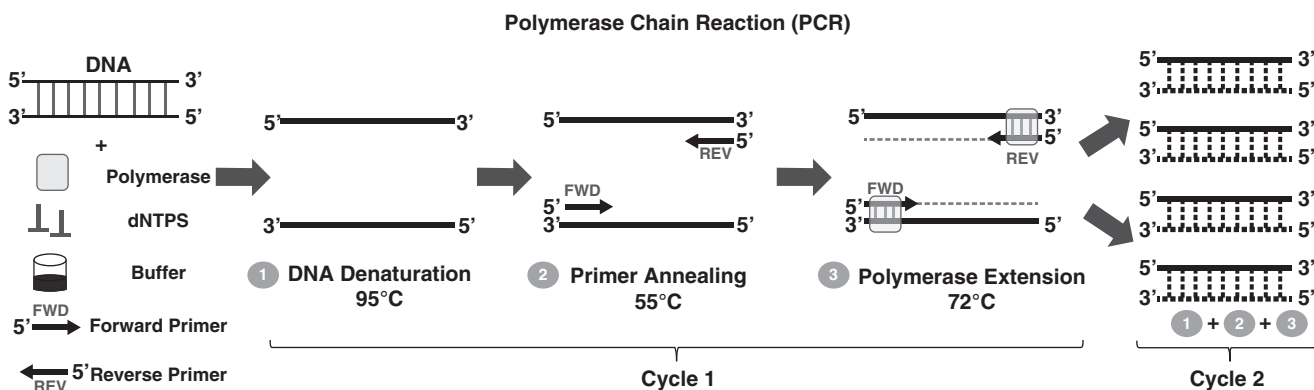 Polymerase Chain Reaction (PCR)
DNA
5’ 3’
3’ 5’
+
Polymerase
dNTPS
Buffer
FWD
5’ Forward Primer
5’ Reverse Primer
REV
5’ 3’
3’ 5’
1 DNA Denaturation
95°C
5’ 3’
5’
REV
FWD
5’
3’ 5’
2 Primer Annealing
55°C
5’ 3’
5’
REV
FWD
5’
3’ 5’
3 Polymerase Extension
72°C
Cycle 1
5’ 3’
3’ 5’
5’ 3’
3’ 5’
5’ 3’
3’ 5’
5’ 3’
3’ 5’
1 + 2 + 3
Cycle 2